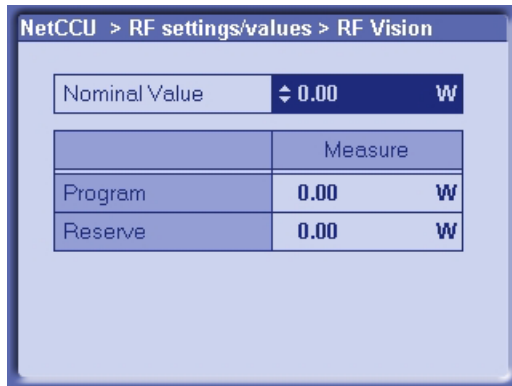 NetCCU > RF settings/values > RF Vision
Nominal Value 0.00 W
Measure
Program 0.00 W
Reserve 0.00 W